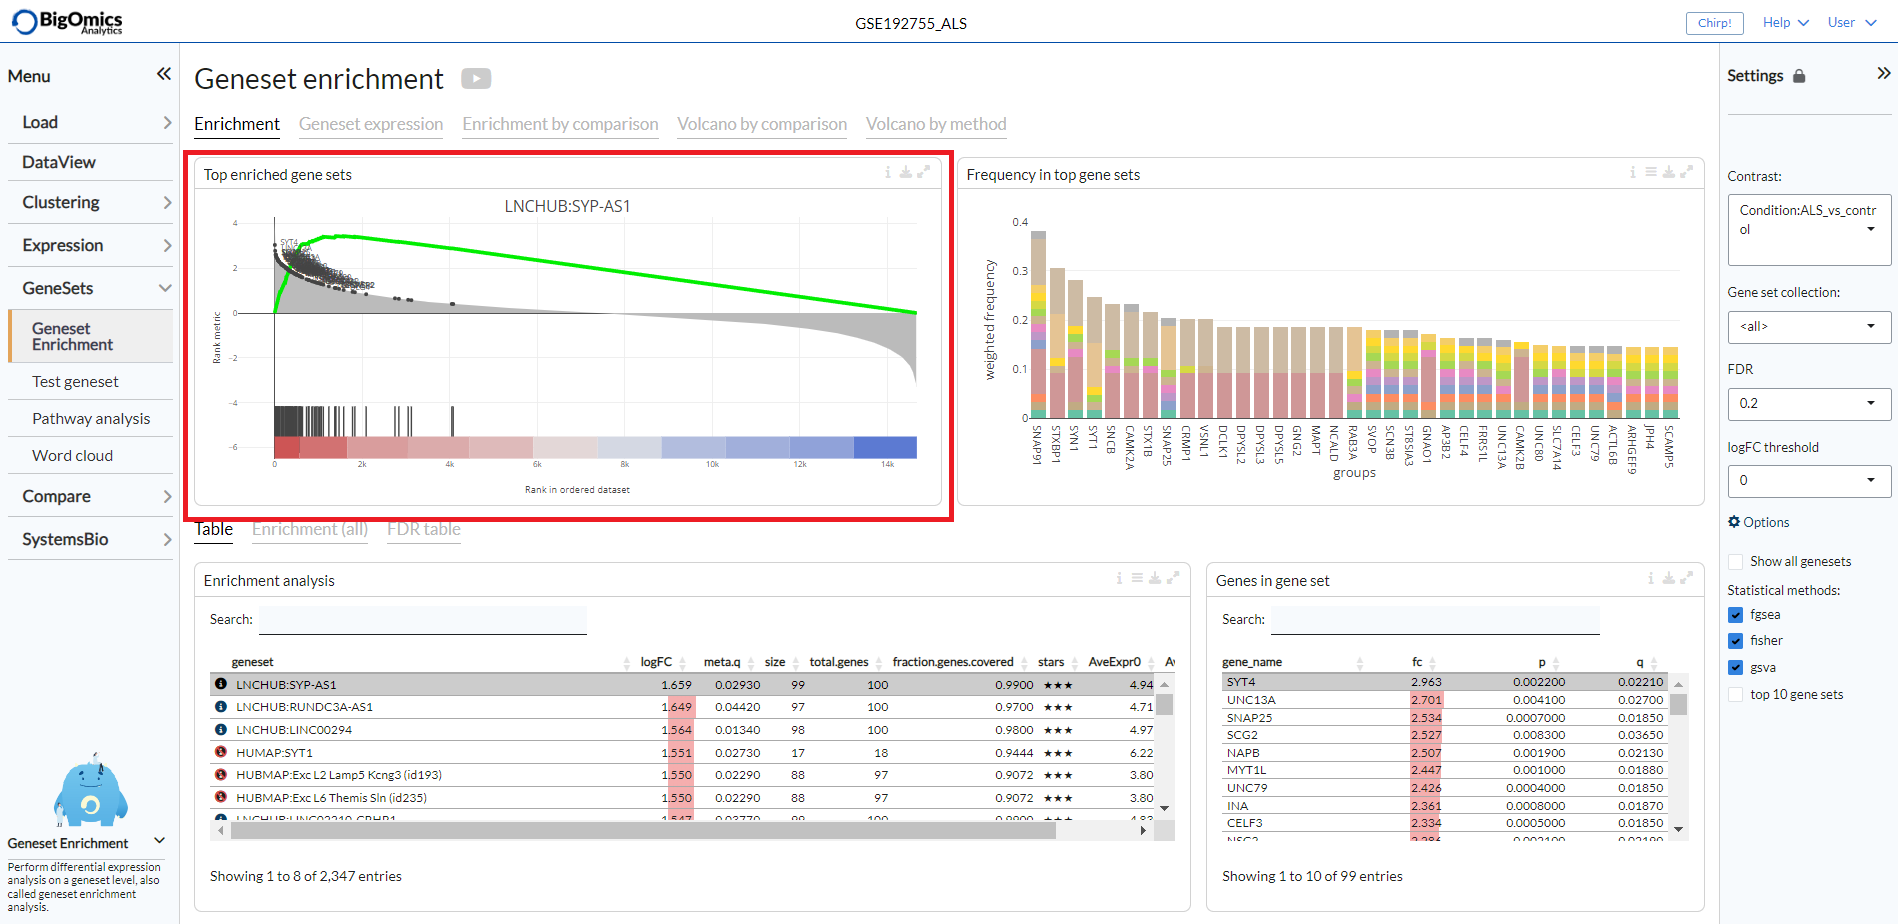 BigOmics
Analytics
GSE192755_ALS
Chirp!
Help
User
Menu
Load
DataView
Clustering
Expression
GeneSets
Geneset
Enrichment
Test geneset
Pathway analysis
Word cloud
Compare
SystemsBio
Geneset Enrichment
Perform differential expression
analysis on a geneset level, also
called geneset enrichment
analysis.
Geneset enrichment
Enrichment Geneset expression Enrichment by comparison Volcano by comparison Volcano by method
Top enriched gene sets
LNCHUB:SYP-AS1
SYT4
4
2
0
−2
−4
−6
Rank metric
0 2k 4k 6k 8k 10k 12k 14k
Rank in ordered dataset
Frequency in top gene sets
0.4
0.3
0.2
0.1
0
weighted frequency
SNAP91
STXBP1
SYN1
SYT1
SNCB
CAMK2A
STX1B
SNAP25
CRMP1
VSNL1
DCLK1
DPYSL2
DPYSL3
DPYSL5
GNG2
MAPT
NCALD
RAB3A
SVOP
SCN3B
ST8SIA3
GNAO1
AP3B2
CELF4
FRRS1L
UNC13A
CAMK2B
UNC80
SLC7A14
CELF3
UNC79
ACTL6B
ARHGEF9
JPH4
SCAMP5
groups
Table Enrichment (all) FDR table
Enrichment analysis
Search:
geneset logFC meta.q size total.genes fraction.genes.covered stars AveExpr0 A
LNCHUB:SYP-AS1 1.659 0.02930 99 100 0.9900 ★★★ 4.94
LNCHUB:RUNDC3A-AS1 1.649 0.04420 97 100 0.9700 ★★★ 4.71
LNCHUB:LINC00294 1.564 0.01340 98 100 0.9800 ★★★ 4.97
HUMAP:SYT1 1.551 0.02730 17 18 0.9444 ★★★ 6.22
HUBMAP:Exc L2 Lamp5 Kcng3 (id193) 1.550 0.02290 88 97 0.9072 ★★★ 3.80
HUBMAP:Exc L6 Themis Sln (id235) 1.550 0.02290 88 97 0.9072 ★★★ 3.80
Showing 1 to 8 of 2,347 entries
Genes in gene set
Search:
gene_name fc p q
SYT4 2.963 0.002200 0.02210
UNC13A 2.701 0.004100 0.02700
SNAP25 2.534 0.0007000 0.01850
SCG2 2.527 0.008300 0.03650
NAPB 2.507 0.001900 0.02130
MYT1L 2.447 0.001000 0.01880
UNC79 2.426 0.0004000 0.01850
INA 2.361 0.0008000 0.01870
CELF3 2.334 0.0005000 0.01850
Showing 1 to 10 of 99 entries
Settings
Contrast:
Condition:ALS_vs_contr
ol
Gene set collection:
<all>
FDR
0.2
logFC threshold
0
Options
Show all genesets
Statistical methods:
fgsea
fisher
gsva
top 10 gene sets